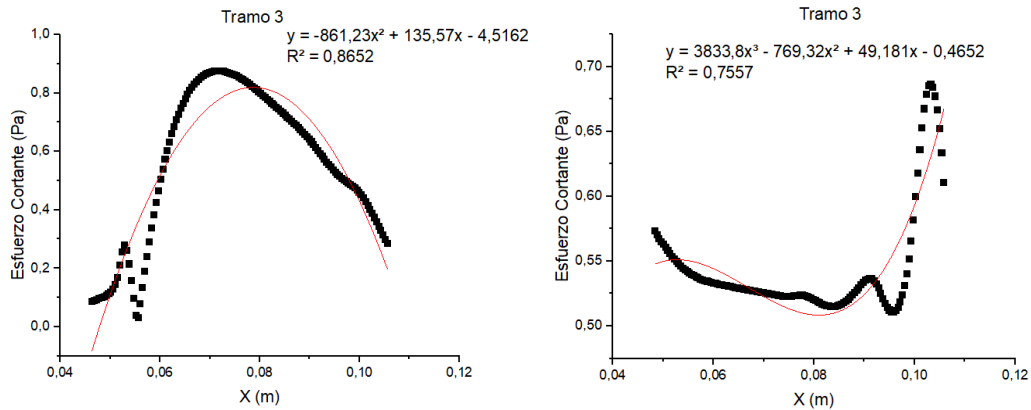 Tramo 3
y = -861,23x² + 135,57x - 4,5162
R² = 0,8652
1,0
0,8
0,6
0,4
0,2
0,0
Esfuerzo Cortante (Pa)
0,04 0,06 0,08 0,10 0,12
X (m)
Tramo 3
y = 3833,8x³ - 769,32x² + 49,181x - 0,4652
R² = 0,7557
0,70
0,65
0,60
0,55
0,50
Esfuerzo Cortante (Pa)
0,04 0,06 0,08 0,10 0,12
X (m)